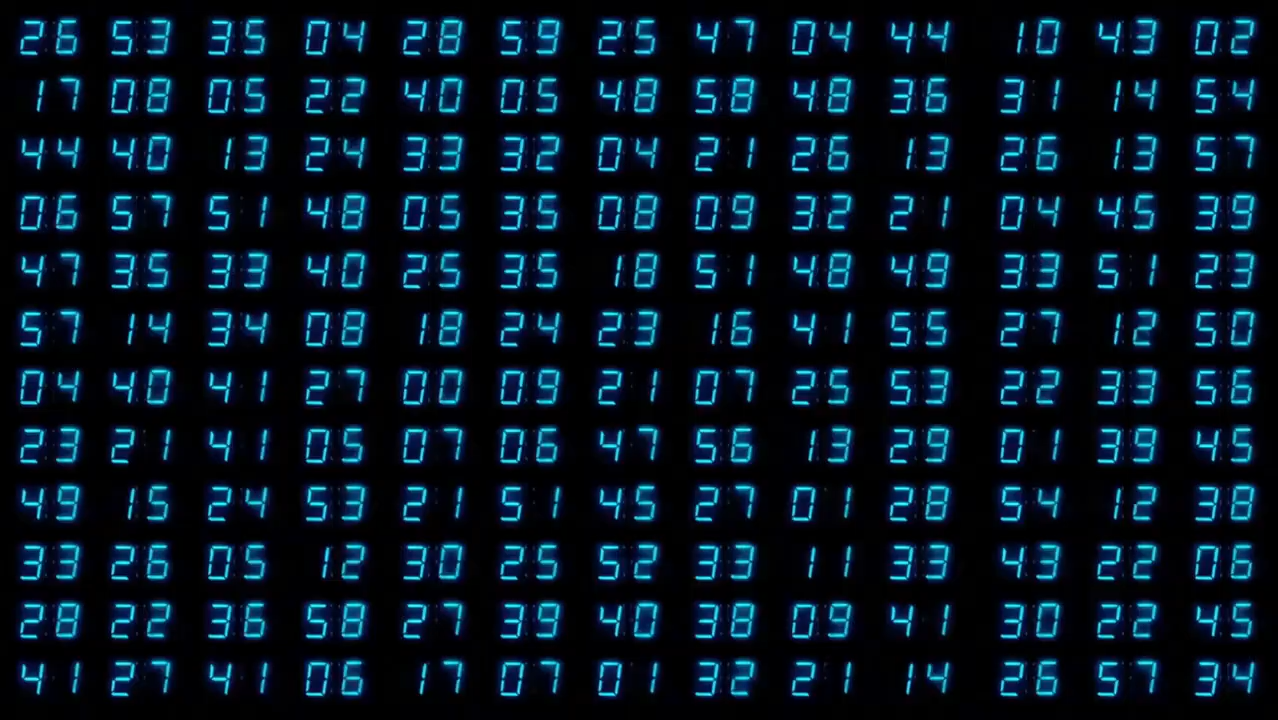 26 53 35 04 28 59 25 47 04 44 10 43 02
17 08 05 22 40 05 48 58 48 36 31 14 54
44 40 13 24 33 32 04 21 26 13 26 13 57
06 57 51 48 05 35 08 09 32 21 04 45 39
47 35 33 40 25 35 18 51 48 49 33 51 23
57 14 34 08 18 24 23 16 41 55 27 12 50
04 40 41 27 00 09 21 07 25 53 22 33 56
23 21 41 05 07 06 47 56 13 29 01 39 45
49 15 24 53 21 51 45 27 01 28 54 12 38
33 26 05 12 30 25 52 33 11 33 43 22 06
28 22 36 58 27 39 40 38 09 41 30 22 45
41 27 41 06 17 07 01 32 21 14 26 57 34